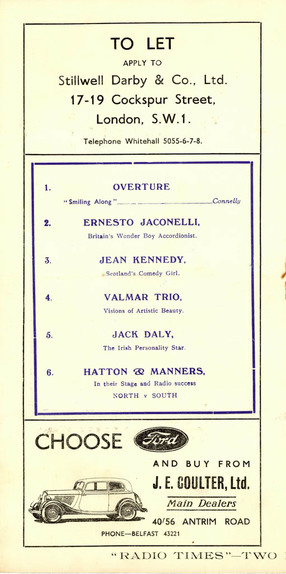 TO LET
APPLY TO
Stillwell Darby & Co., Ltd.
17-19 Cockspur Street,
London, S.W.1.
Telephone Whitehall 5055-6-7-8.
1. OVERTURE
"Smiling Along" Connelly
2. ERNESTO JACONELLI,
Britain's Wonder Boy Accordionist.
3. JEAN KENNEDY,
Scotland's Comedy Girl.
4. VALMAR TRIO,
Visions of Artistic Beauty.
5. JACK DALY,
The Irish Personality Star.
6. HATTON & MANNERS,
In their Stage and Radio success
NORTH v SOUTH
CHOOSE Ford
AND BUY FROM
J. E. COULTER, Ltd.
Main Dealers
40/56 ANTRIM ROAD
PHONE—BELFAST 43221
"RADIO TIMES"—TWO